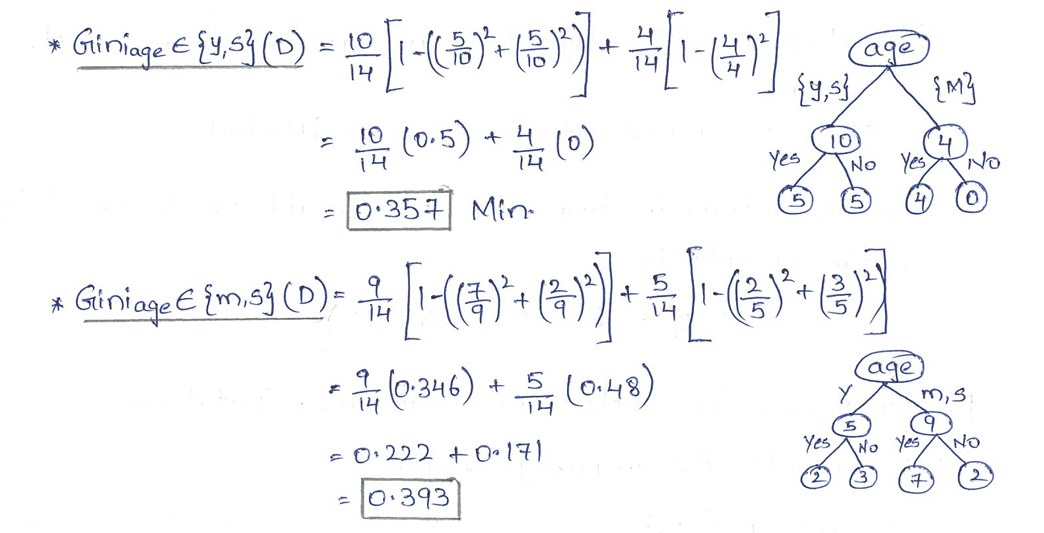 * Giniage ∈ {y,s} (D) = 10/14 [1-((5/10)²+(5/10)²)] + 4/14 [1-(4/4)²]
= 10/14 (0.5) + 4/14 (0)
= 0.357 Min.
age
{y,s} {M}
10 4
Yes No Yes No
5 5 4 0
* Giniage ∈ {m,s} (D) = 9/14 [1-((7/9)²+(2/9)²)] + 5/14 [1-((2/5)²+(3/5)²)]
= 9/14 (0.346) + 5/14 (0.48)
= 0.222 + 0.171
= 0.393
age
Y m,s
5 9
Yes No Yes NO
2 3 7 2